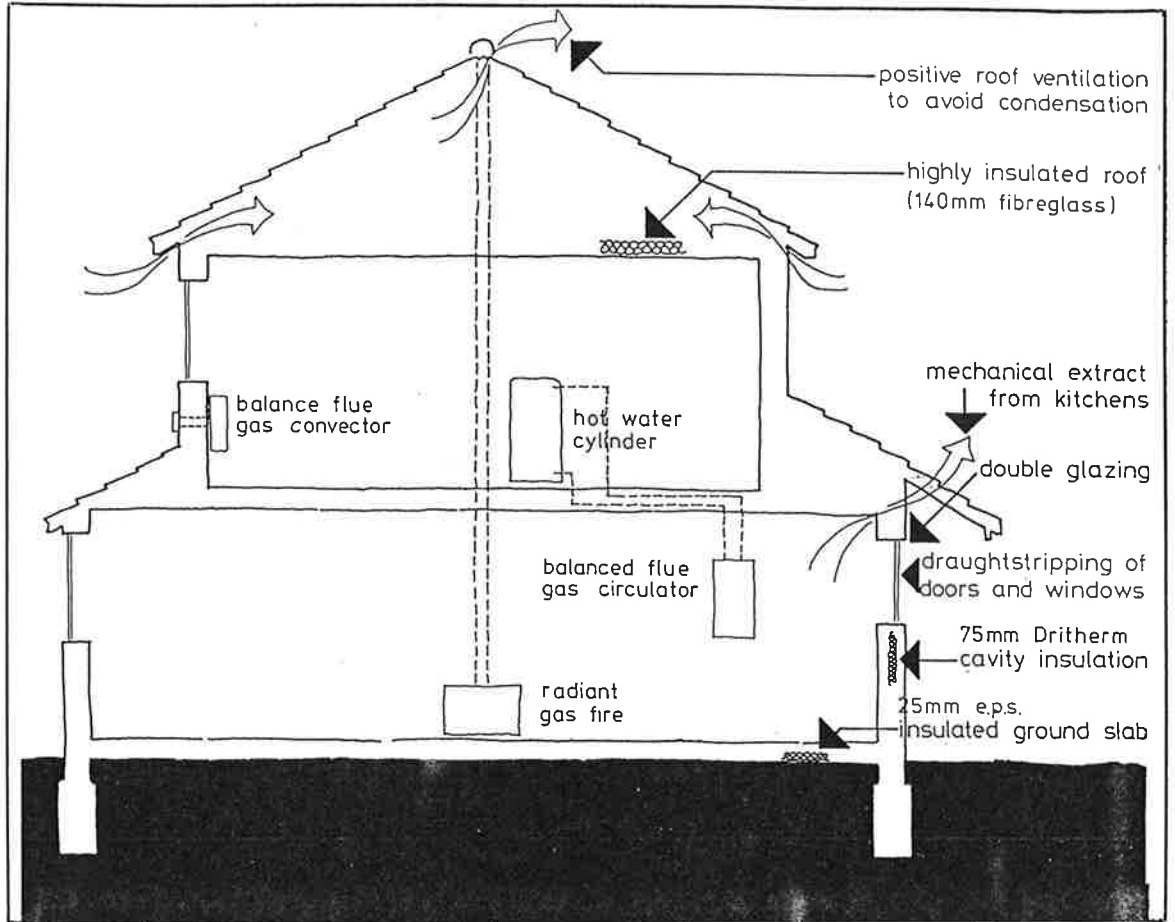 positive roof ventilation
to avoid condensation
highly insulated roof
(140mm fibreglass)
mechanical extract
from kitchens
balance flue
gas convector
hot water
cylinder
double glazing
balanced flue
gas circulator
draughtstripping of
doors and windows
75mm Dritherm
cavity insulation
radiant
gas fire
25mm e.p.s.
insulated ground slab